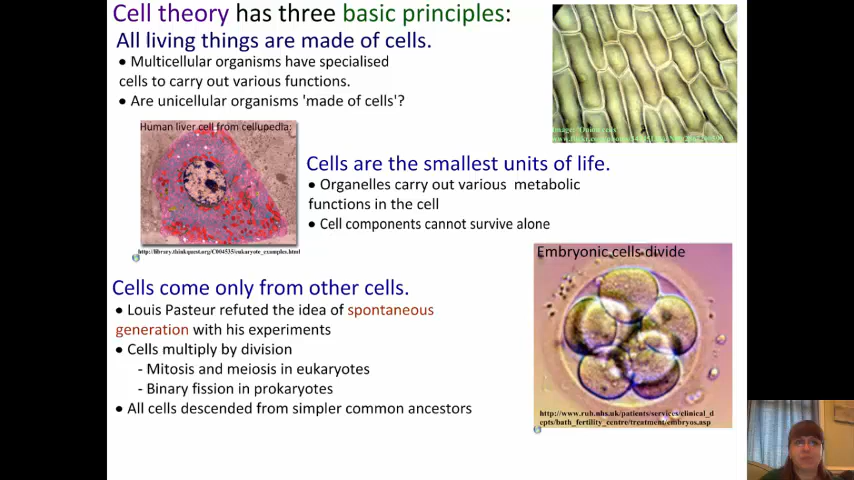 Cell theory has three basic principles:
All living things are made of cells.
• Multicellular organisms have specialised
cells to carry out various functions.
• Are unicellular organisms 'made of cells'?
Human liver cell from cellupedia:
http://library.thinkquest.org/C004535/eukaryote_examples.html
Cells are the smallest units of life.
• Organelles carry out various metabolic
functions in the cell
• Cell components cannot survive alone
Embryonic cells divide
http://www.ruh.nhs.uk/patients/services/clinical_d
epts/bath_fertility_centre/treatment/embryos.asp
Cells come only from other cells.
• Louis Pasteur refuted the idea of spontaneous
generation with his experiments
• Cells multiply by division
- Mitosis and meiosis in eukaryotes
- Binary fission in prokaryotes
• All cells descended from simpler common ancestors